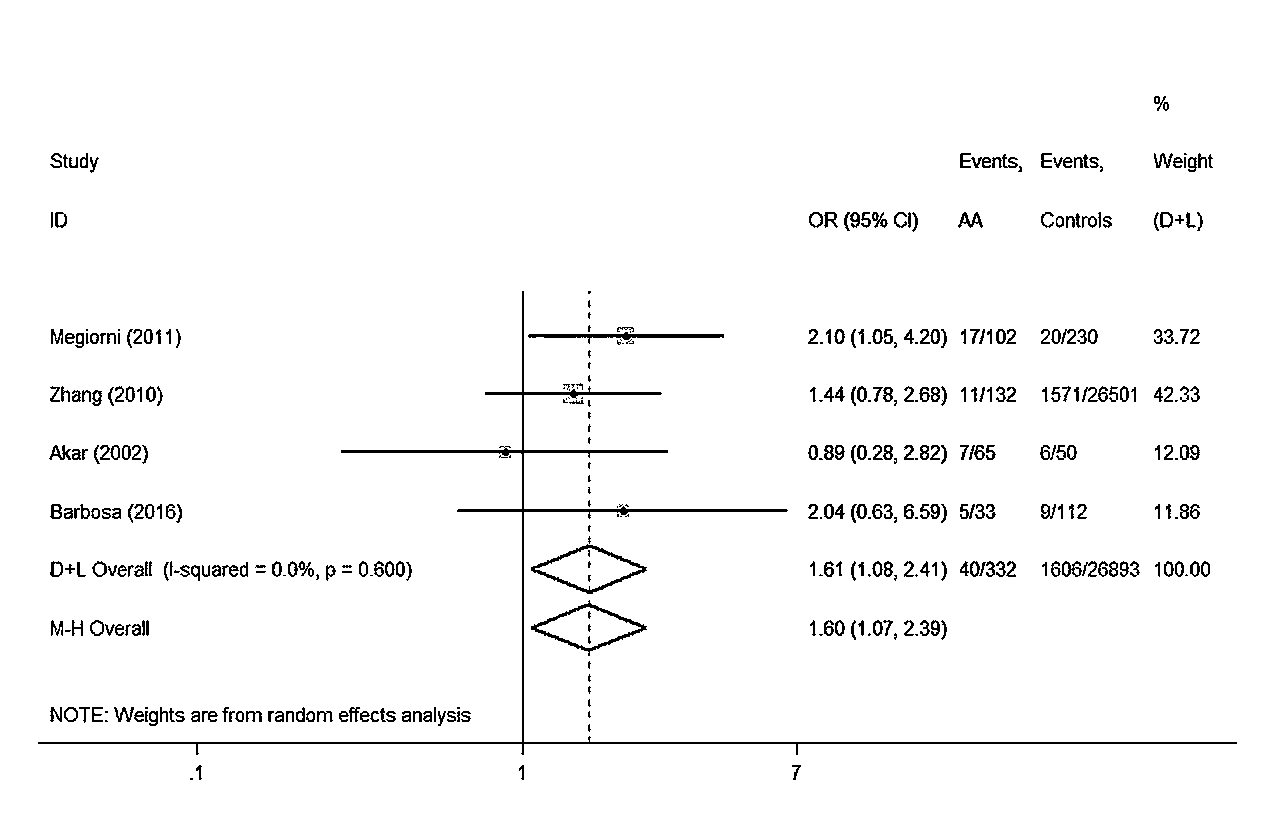 %
Study Events, Events, Weight
ID OR (95% CI) AA Controls (D+L)
Megiorni (2011) 2.10 (1.05, 4.20) 17/102 20/230 33.72
Zhang (2010) 1.44 (0.78, 2.68) 11/132 1571/26501 42.33
Akar (2002) 0.89 (0.28, 2.82) 7/65 6/50 12.09
Barbosa (2016) 2.04 (0.63, 6.59) 5/33 9/112 11.86
D+L Overall (I-squared = 0.0%, p = 0.600) 1.61 (1.08, 2.41) 40/332 1606/26893 100.00
M-H Overall 1.60 (1.07, 2.39)
NOTE: Weights are from random effects analysis
.1 1 7